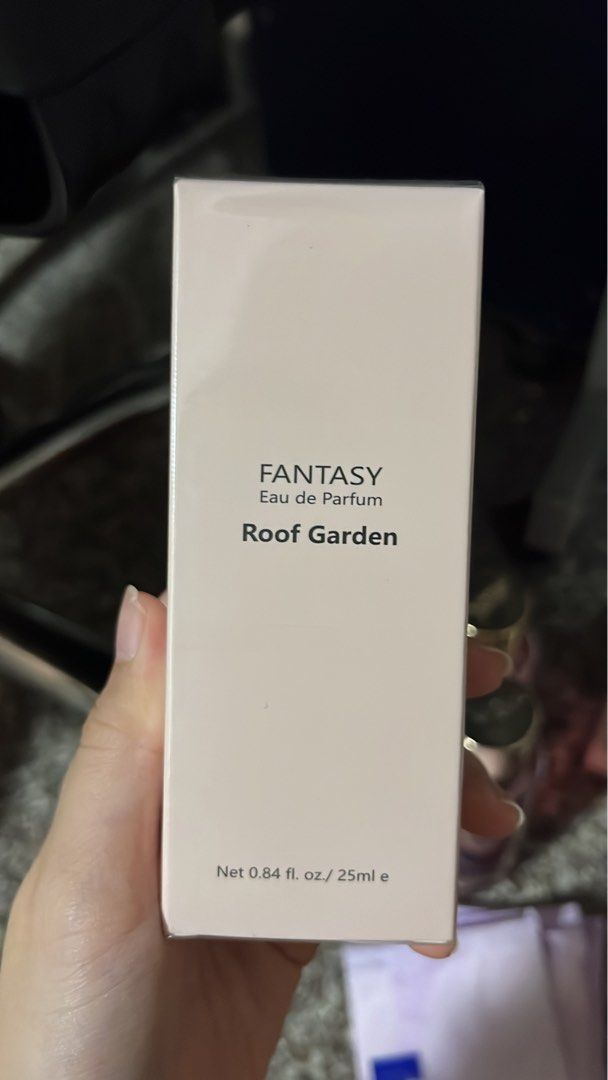 FANTASY
Eau de Parfum
Roof Garden
Net 0.84 fl. oz./ 25ml e